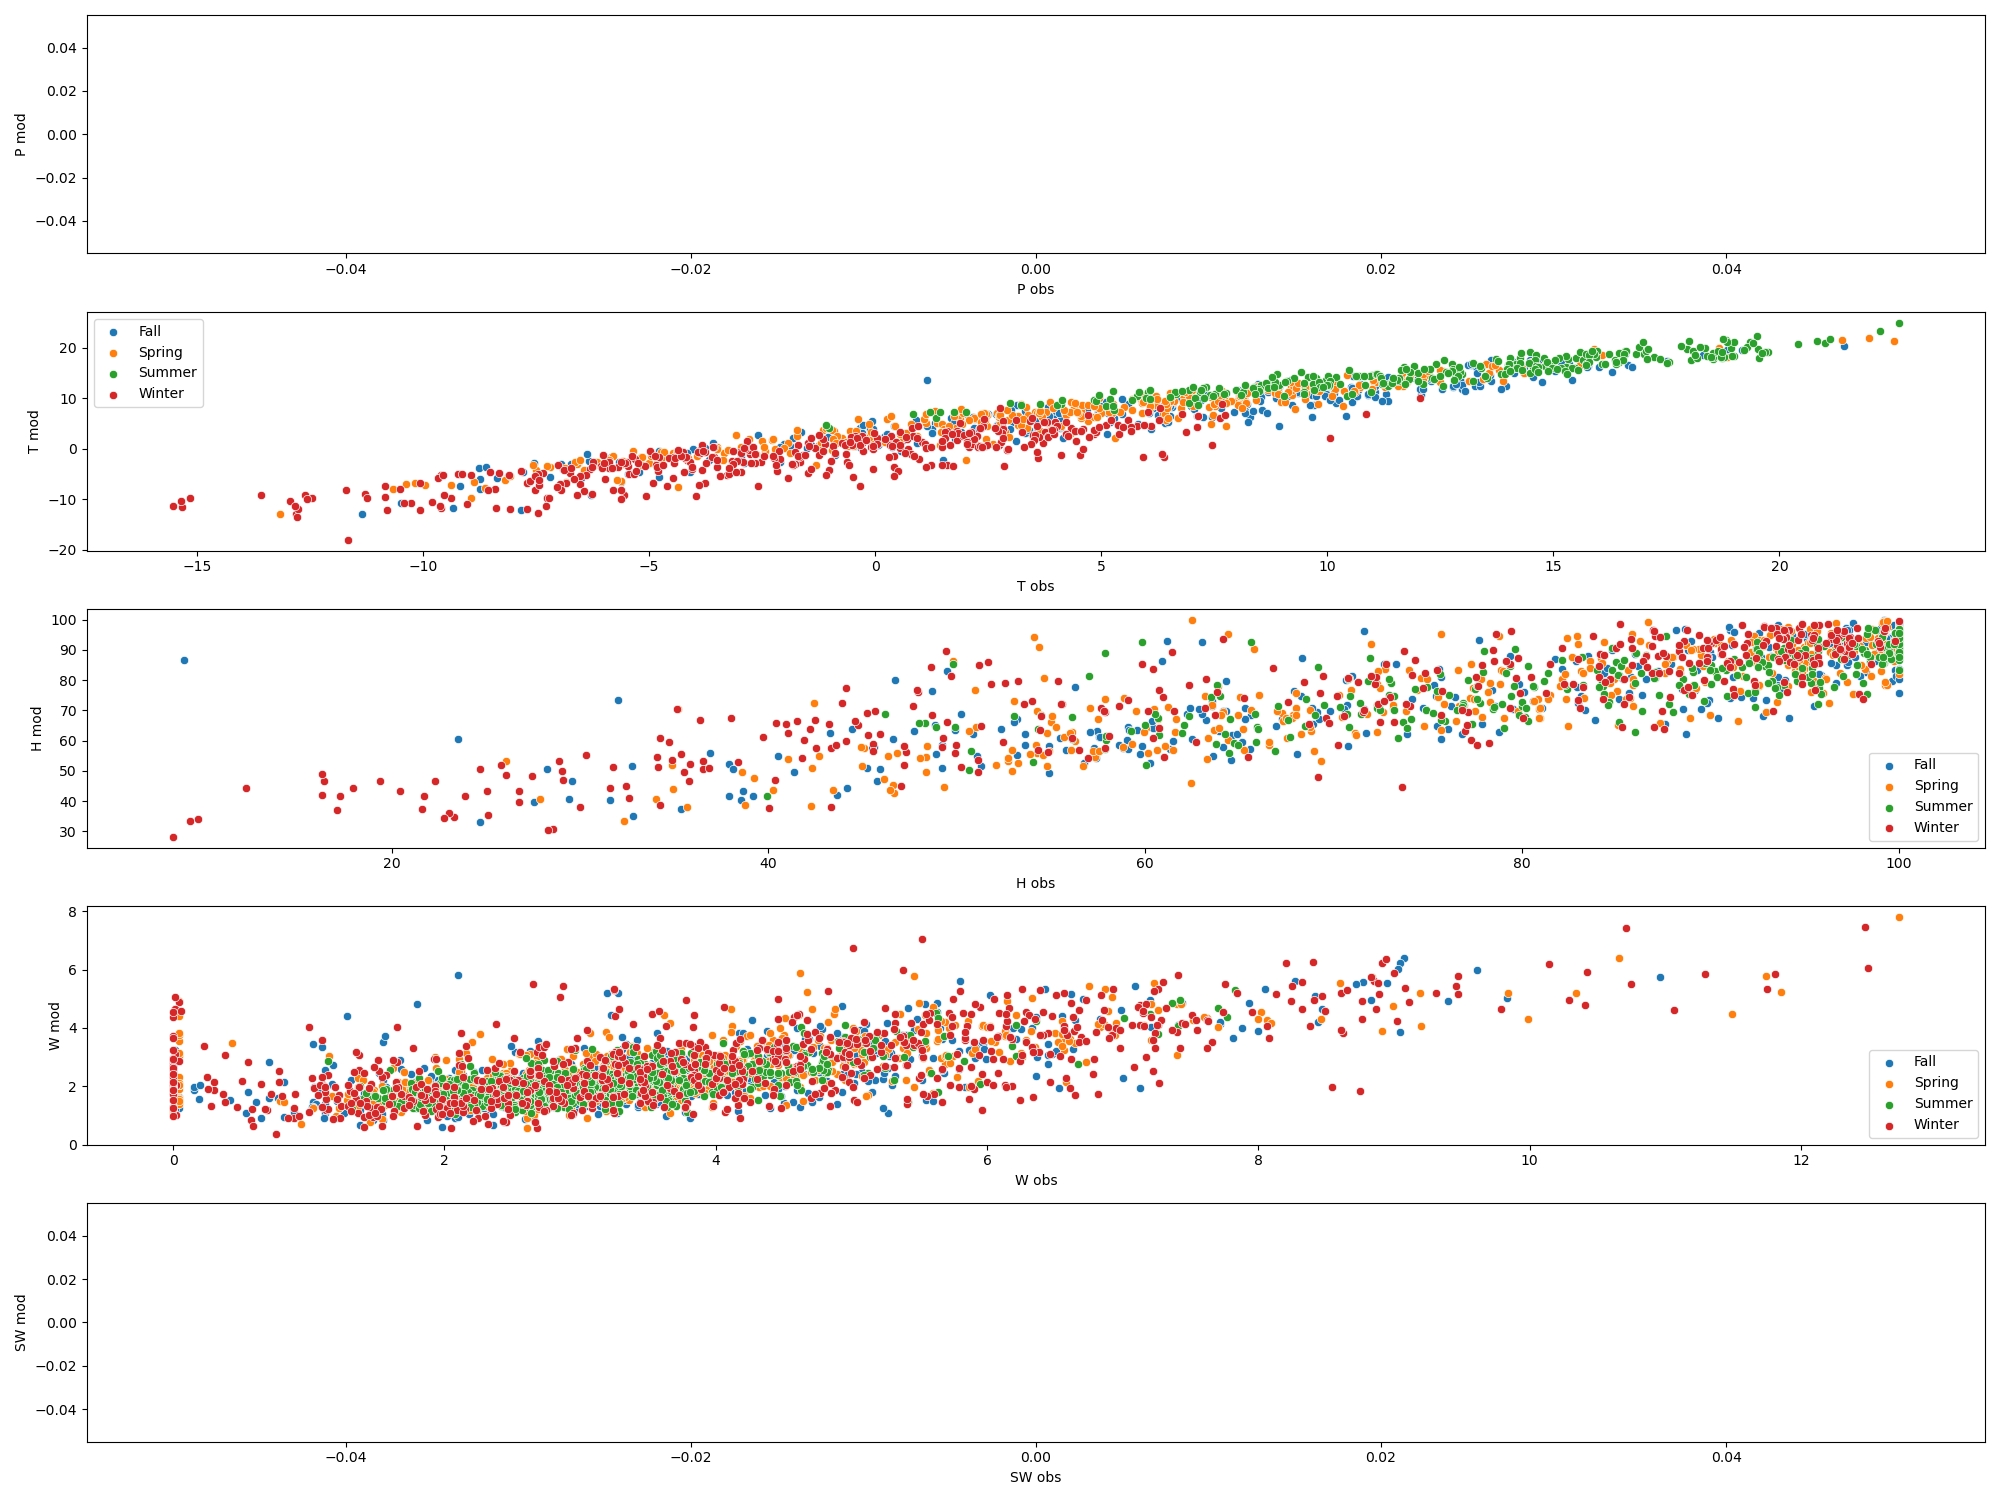 0.04
0.02
0.00
−0.02
−0.04
P mod
−0.04 −0.02 0.00 0.02 0.04
P obs
Fall
Spring
Summer
Winter
20
10
0
−10
−20
T mod
−15 −10 −5 0 5 10 15 20
T obs
100
90
80
70
60
50
40
30
H mod
Fall
Spring
Summer
Winter
20 40 60 80 100
H obs
8
6
4
2
0
W mod
Fall
Spring
Summer
Winter
0 2 4 6 8 10 12
W obs
0.04
0.02
0.00
−0.02
−0.04
SW mod
−0.04 −0.02 0.00 0.02 0.04
SW obs